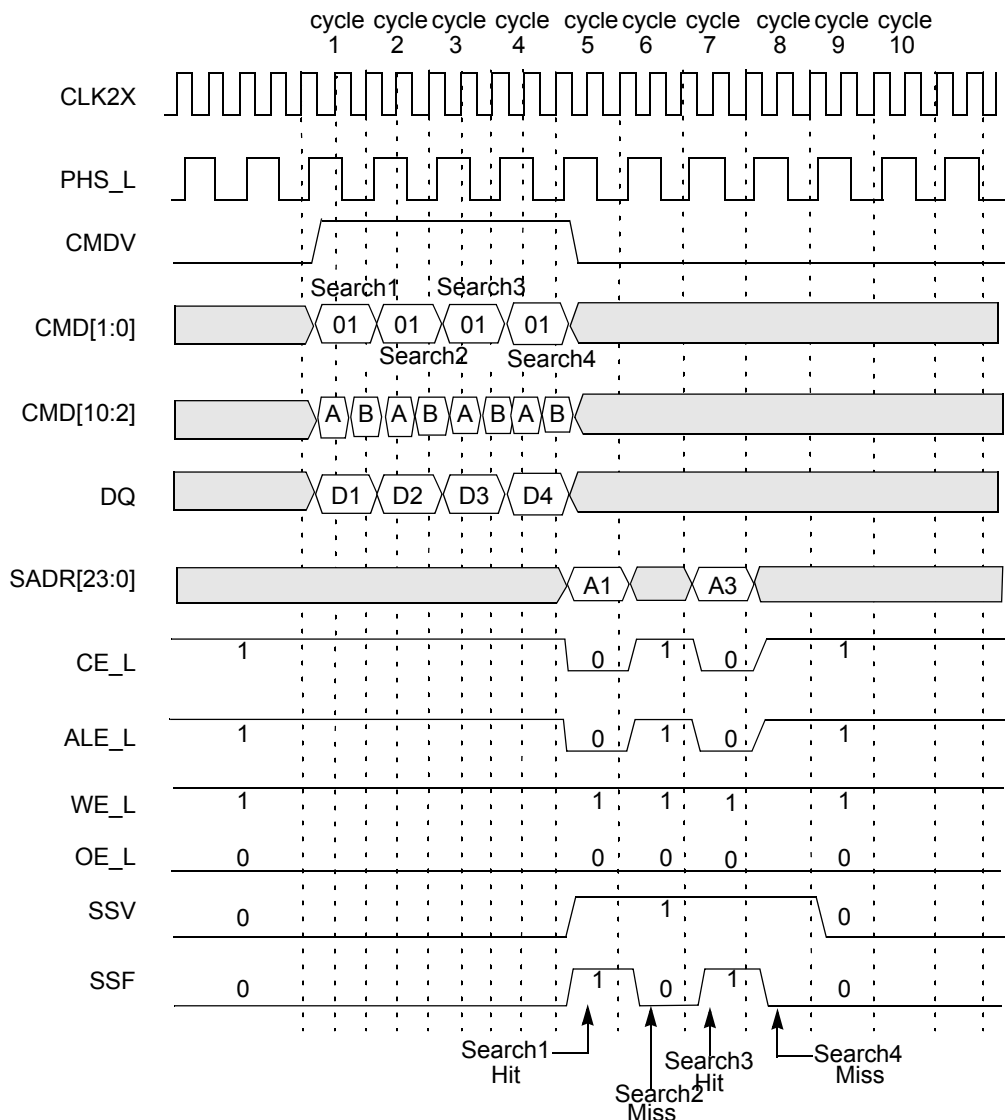 cycle cycle cycle cycle cycle cycle cycle cycle cycle cycle
1 2 3 4 5 6 7 8 9 10
CLK2X
PHS_L
CMDV
Search1 Search3
CMD[1:0] 01 01 01 01
Search2 Search4
CMD[10:2] A B A B A B A B
DQ D1 D2 D3 D4
SADR[23:0] A1 A3
CE_L 1 0 1 0 1
ALE_L 1 0 1 0 1
WE_L 1 1 1 1 1
OE_L 0 0 0 0 0
SSV 0 1 0
SSF 0 1 0 1 0
Search1 Hit
Search2 Miss
Search3 Hit
Search4 Miss